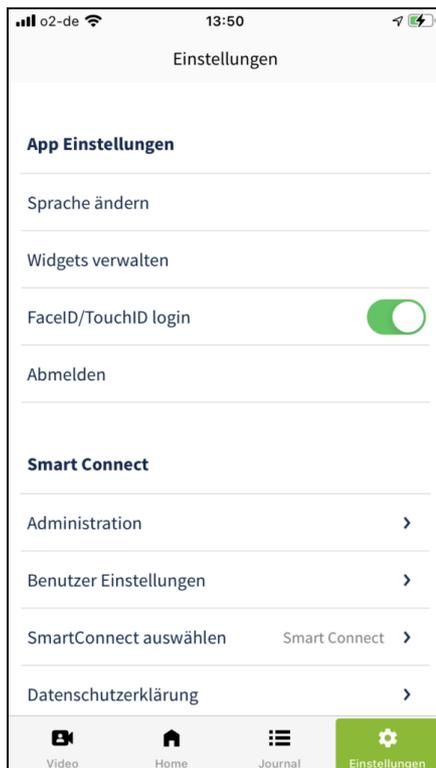 o2-de 13:50
Einstellungen
App Einstellungen
Sprache ändern
Widgets verwalten
FaceID/TouchID login
Abmelden
Smart Connect
Administration
Benutzer Einstellungen
SmartConnect auswählen Smart Connect
Datenschutzerklärung
Video Home Journal Einstellungen